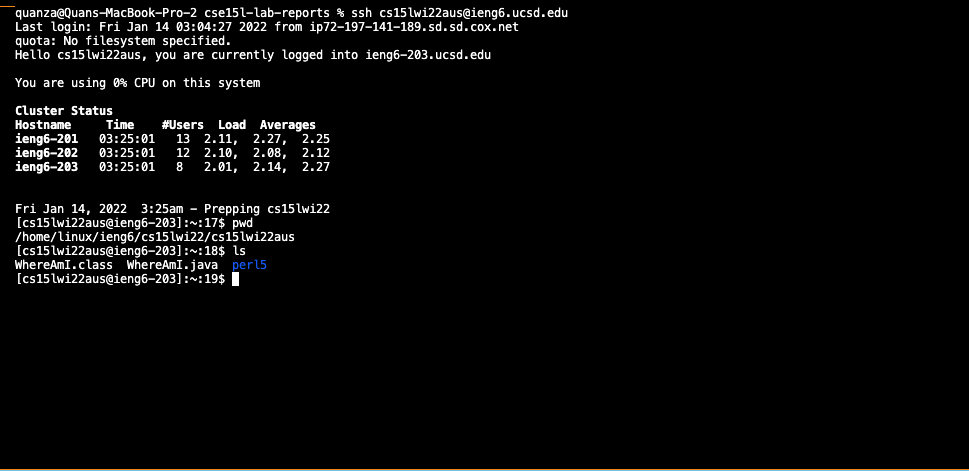 quanza@Quans-MacBook-Pro-2 cse15l-lab-reports % ssh cs15lwi22aus@ieng6.ucsd.edu
Last login: Fri Jan 14 03:04:27 2022 from ip72-197-141-189.sd.sd.cox.net
quota: No filesystem specified.
Hello cs15lwi22aus, you are currently logged into ieng6-203.ucsd.edu
You are using 0% CPU on this system
Cluster Status
Hostname     Time    #Users  Load  Averages
ieng6-201   03:25:01   13  2.11,  2.27,  2.25
ieng6-202   03:25:01   12  2.10,  2.08,  2.12
ieng6-203   03:25:01   8   2.01,  2.14,  2.27
Fri Jan 14, 2022  3:25am - Prepping cs15lwi22
[cs15lwi22aus@ieng6-203]:~:17$ pwd
/home/linux/ieng6/cs15lwi22/cs15lwi22aus
[cs15lwi22aus@ieng6-203]:~:18$ ls
WhereAmI.class  WhereAmI.java  perl5
[cs15lwi22aus@ieng6-203]:~:19$